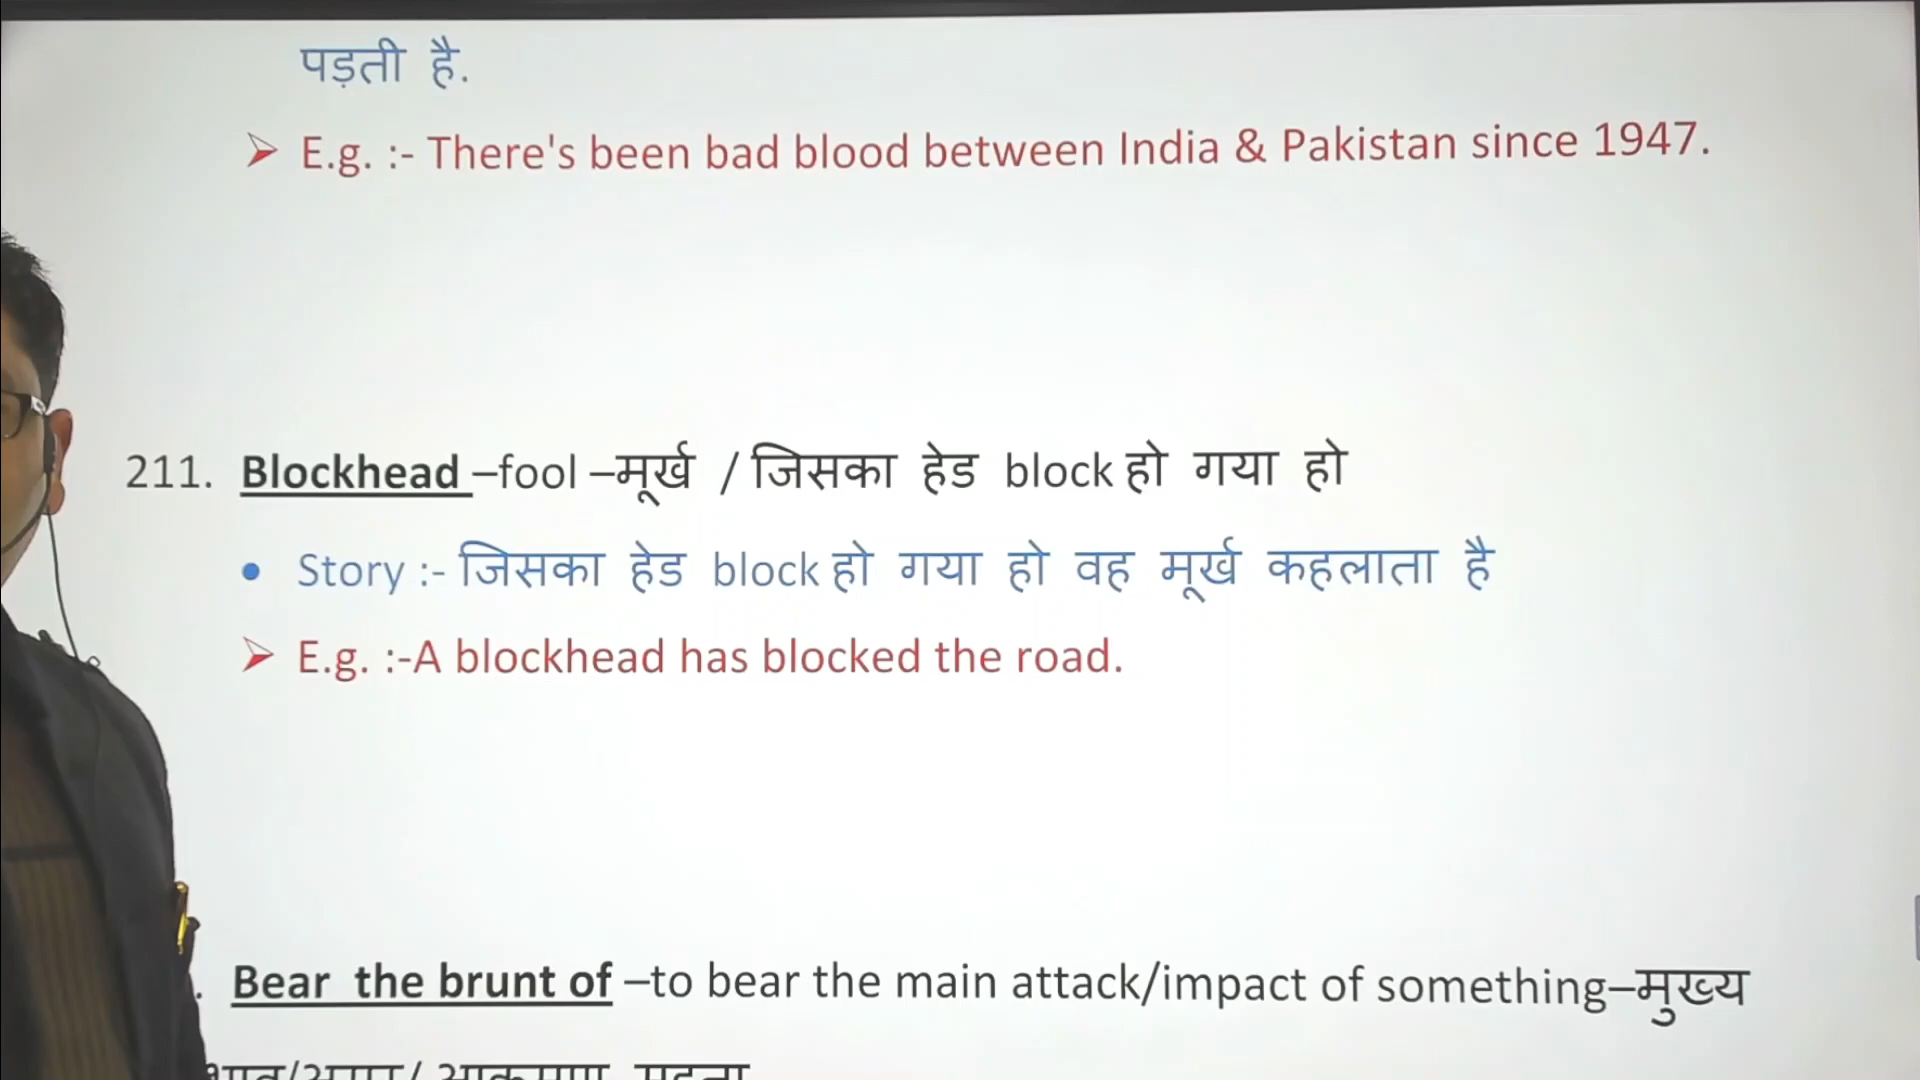 पड़ती है.
➢ E.g. :- There's been bad blood between India & Pakistan since 1947.
211. Blockhead –fool –मूर्ख / जिसका हेड block हो गया हो
• Story :- जिसका हेड block हो गया हो वह मूर्ख कहलाता है
➢ E.g. :-A blockhead has blocked the road.
. Bear the brunt of –to bear the main attack/impact of something–मुख्य